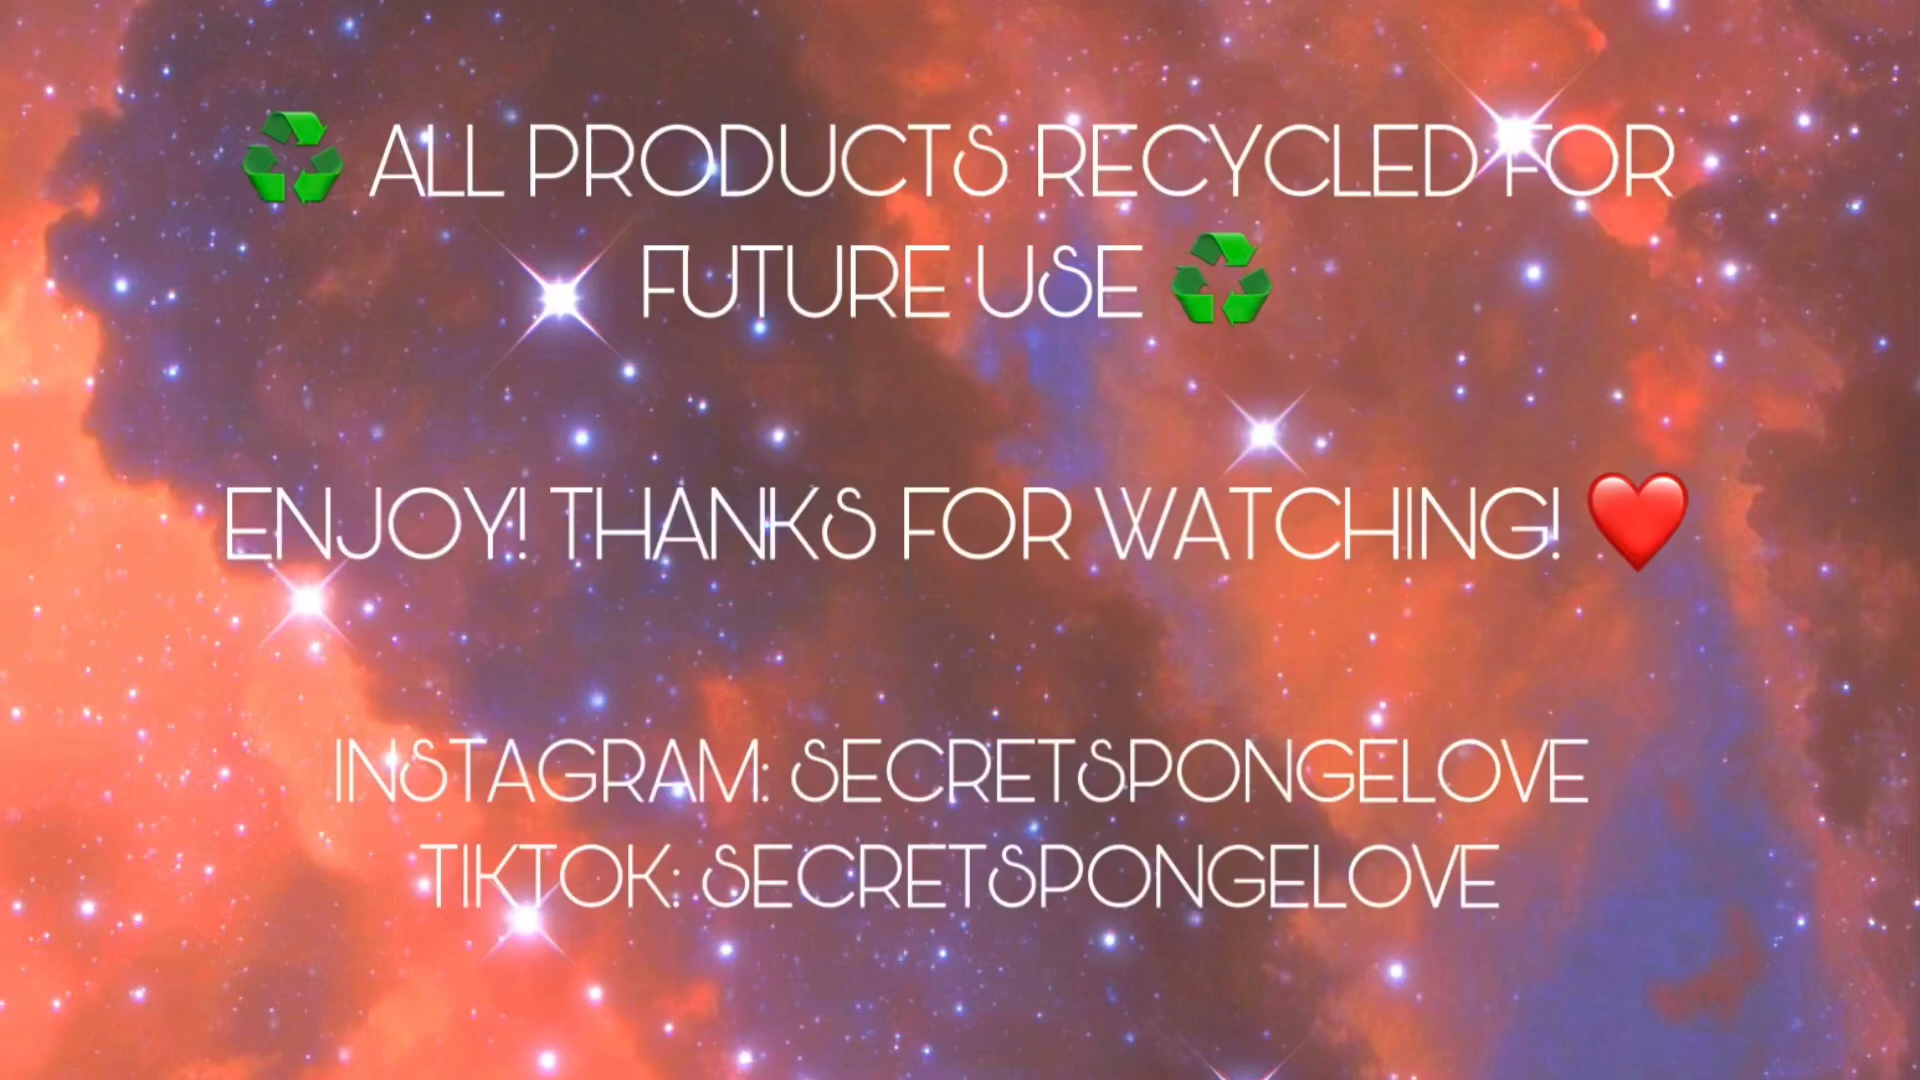 ♻️ ALL PRODUCTS RECYCLED FOR
FUTURE USE ♻️
ENJOY! THANKS FOR WATCHING! ❤️
INSTAGRAM: SECRETSPONGELOVE
TIKTOK: SECRETSPONGELOVE